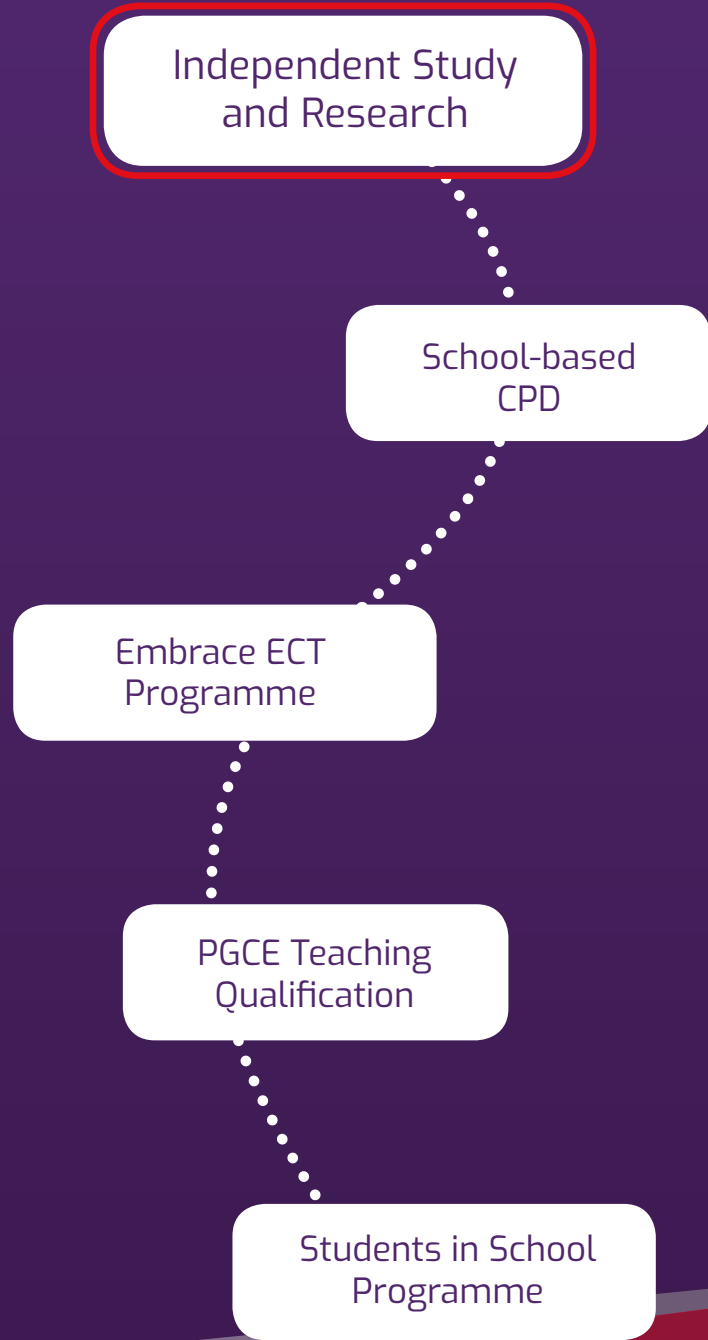 Independent Study
and Research
School-based
CPD
Embrace ECT
Programme
PGCE Teaching
Qualification
Students in School
Programme